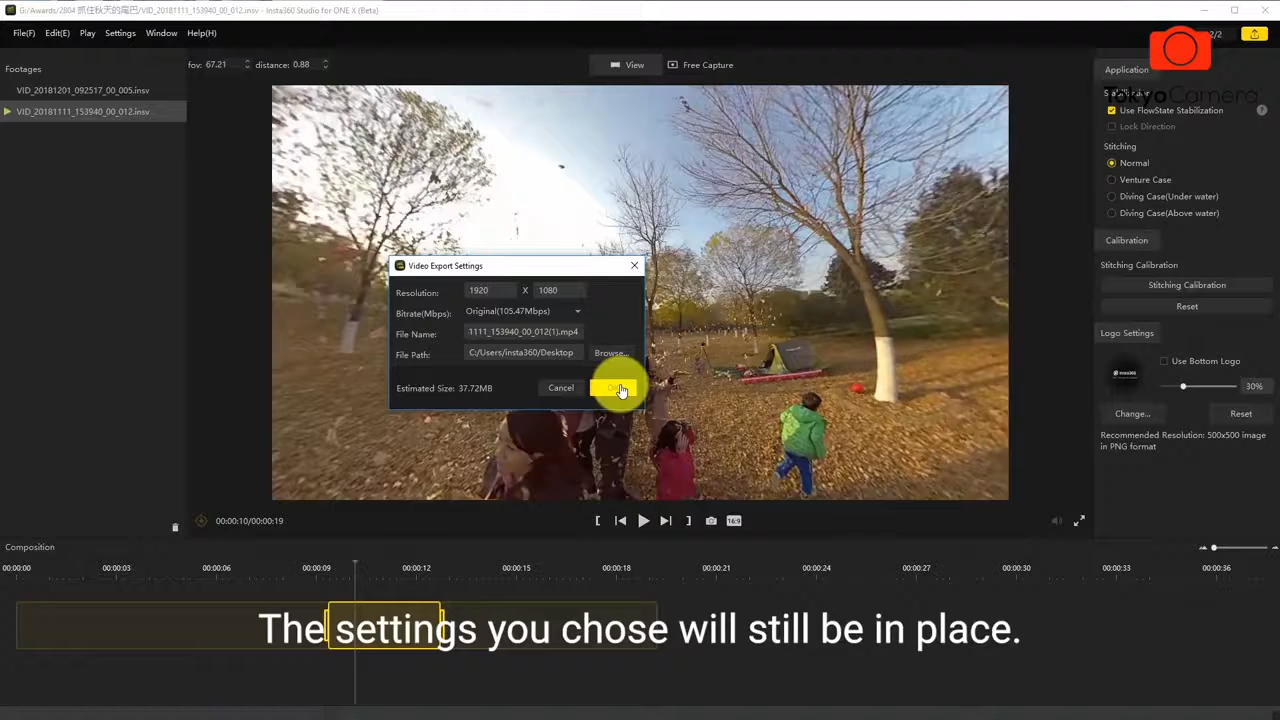 G:/Awards/2804 抓住秋天的尾巴/VID_20181111_153940_00_012.insv - Insta360 Studio for ONE X (Beta)
File(F) Edit(E) Play Settings Window Help(H)
2/2
Footages
VID_20181201_092517_00_005.insv
VID_20181111_153940_00_012.insv
fov: 67.21 distance: 0.88
View Free Capture
Application
TokyoCamera
Use FlowState Stabilization
Lock Direction
Stitching
Normal
Venture Case
Diving Case(Under water)
Diving Case(Above water)
Calibration
Stitching Calibration
Stitching Calibration
Reset
Logo Settings
Insta360
Use Bottom Logo
30%
Change... Reset
Recommended Resolution: 500x500 image
in PNG format
Video Export Settings
Resolution: 1920 X 1080
Bitrate(Mbps): Original(105.47Mbps)
File Name: 1111_153940_00_012(1).mp4
File Path: C:/Users/insta360/Desktop Browse...
Estimated Size: 37.72MB Cancel
00:00:10/00:00:19
16:9
Composition
00:00:00 00:00:03 00:00:06 00:00:09 00:00:12 00:00:15 00:00:18 00:00:21 00:00:24 00:00:27 00:00:30 00:00:33 00:00:36
The settings you chose will still be in place.